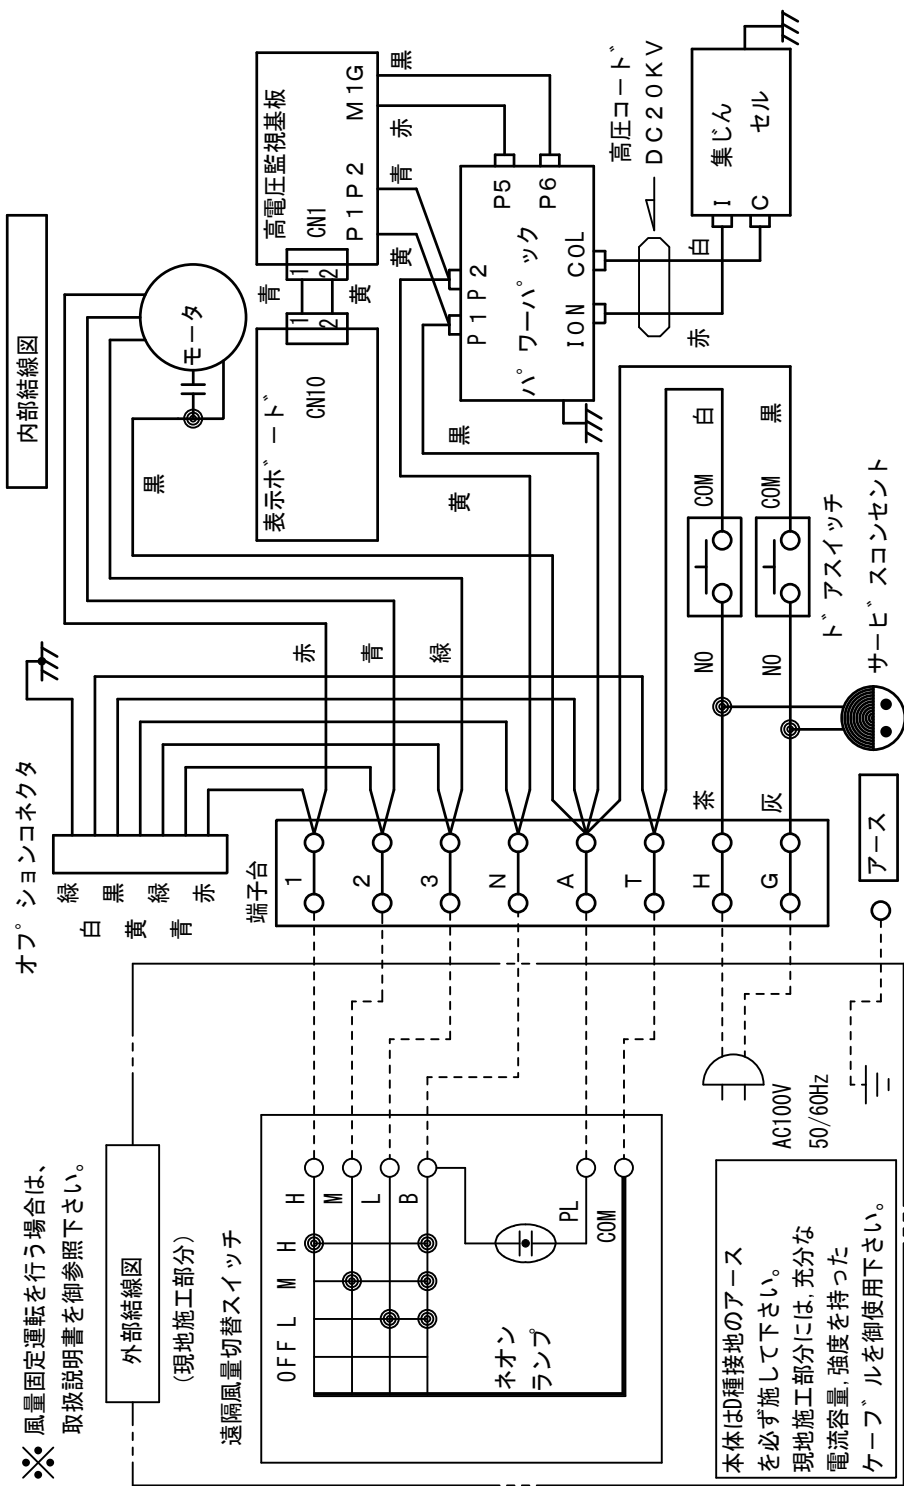 ※ 風量固定運転を行う場合は、
取扱説明書を御参照下さい。
外部結線図
(現地施工部分)
遠隔風量切替スイッチ
OFF L M H
H
M
L
B
PL
COM
ネオン
ランプ
本体はD種接地のアース
を必ず施して下さい。
現地施工部分には,充分な
電流容量,強度を持った
ケーブルを御使用下さい。
AC100V
50/60Hz
アース
オプションコネクタ
緑
白
黒
黄
緑
青
赤
端子台
1
2
3
N
A
T
H
G
赤
青
緑
茶
灰
内部結線図
黒
モータ
表示ボード
CN10
1
2
青
黄
1
2
高電圧監視基板
CN1
P1 P2 M1G
黄
青
赤
黒
黄
黒
P1 P2
P5
P6
パワーパック
ION COL
高圧コード
DC20KV
赤
白
I
C
集じん
セル
NO
COM
白
NO
COM
黒
ドアスイッチ
サービスコンセント